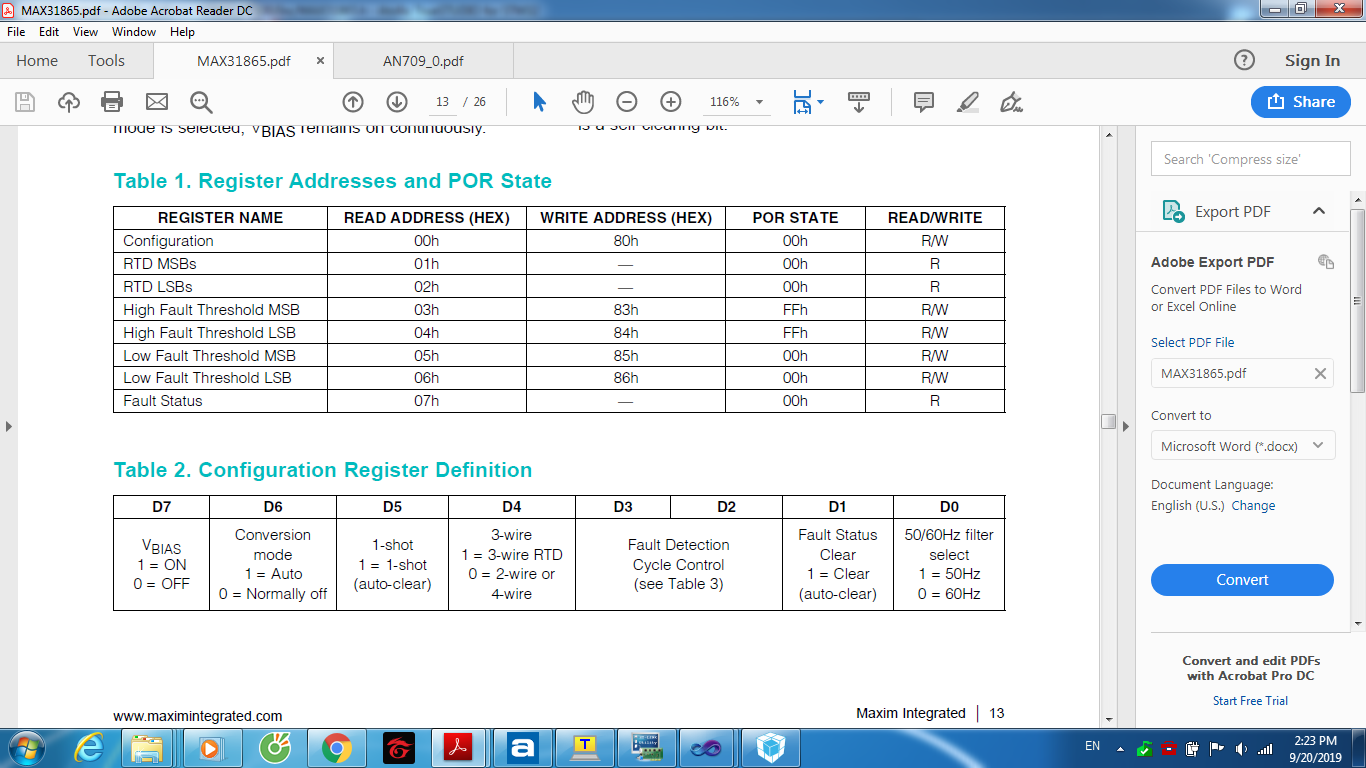 MAX31865.pdf - Adobe Acrobat Reader DC
File Edit View Window Help
Home Tools MAX31865.pdf × AN709_0.pdf ? Sign In
13 / 26 116% Share
mode is selected, VBIAS remains on continuously.
is a self-clearing bit.
Table 1. Register Addresses and POR State
REGISTER NAME READ ADDRESS (HEX) WRITE ADDRESS (HEX) POR STATE READ/WRITE
Configuration 00h 80h 00h R/W
RTD MSBs 01h — 00h R
RTD LSBs 02h — 00h R
High Fault Threshold MSB 03h 83h FFh R/W
High Fault Threshold LSB 04h 84h FFh R/W
Low Fault Threshold MSB 05h 85h 00h R/W
Low Fault Threshold LSB 06h 86h 00h R/W
Fault Status 07h — 00h R
Table 2. Configuration Register Definition
D7 D6 D5 D4 D3 D2 D1 D0
VBIAS
1 = ON
0 = OFF
Conversion
mode
1 = Auto
0 = Normally off
1-shot
1 = 1-shot
(auto-clear)
3-wire
1 = 3-wire RTD
0 = 2-wire or
4-wire
Fault Detection
Cycle Control
(see Table 3)
Fault Status
Clear
1 = Clear
(auto-clear)
50/60Hz filter
select
1 = 50Hz
0 = 60Hz
www.maximintegrated.com
Maxim Integrated | 13
Search 'Compress size'
Export PDF
Adobe Export PDF
Convert PDF Files to Word
or Excel Online
Select PDF File
MAX31865.pdf
Convert to
Microsoft Word (*.docx)
Document Language:
English (U.S.) Change
Convert
Convert and edit PDFs
with Acrobat Pro DC
Start Free Trial
EN
2:23 PM
9/20/2019